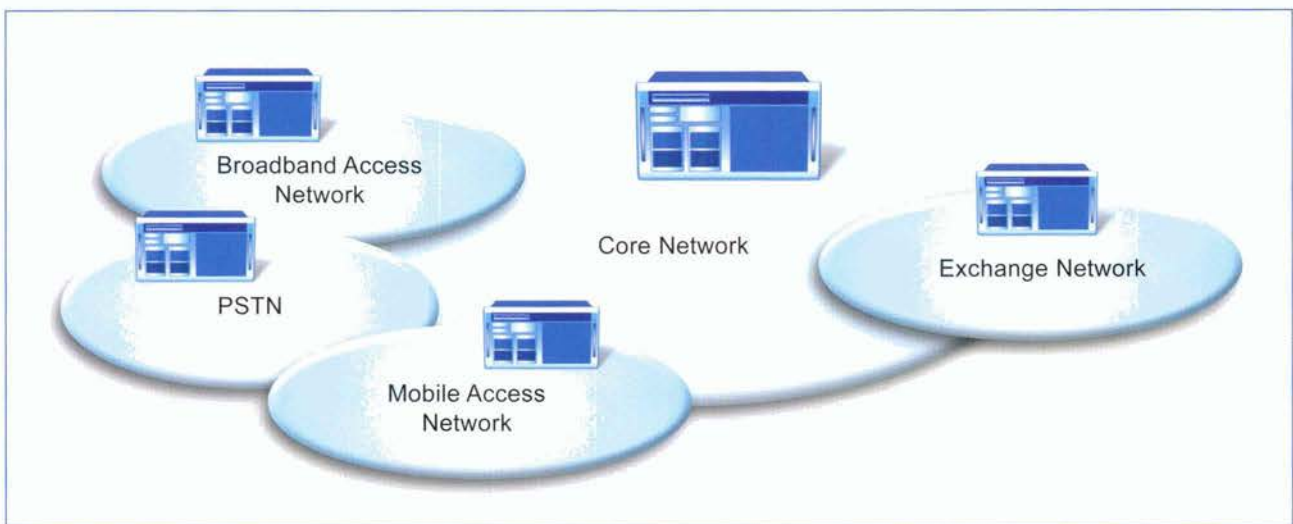 Broadband Access
Network
PSTN
Core Network
Exchange Network
Mobile Access
Network